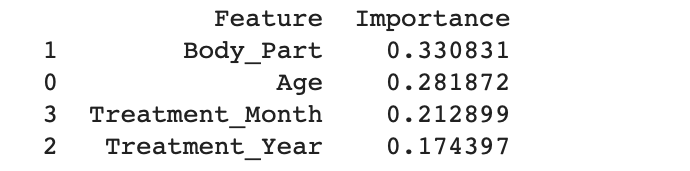 Feature Importance
1 Body_Part 0.330831
0 Age 0.281872
3 Treatment_Month 0.212899
2 Treatment_Year 0.174397